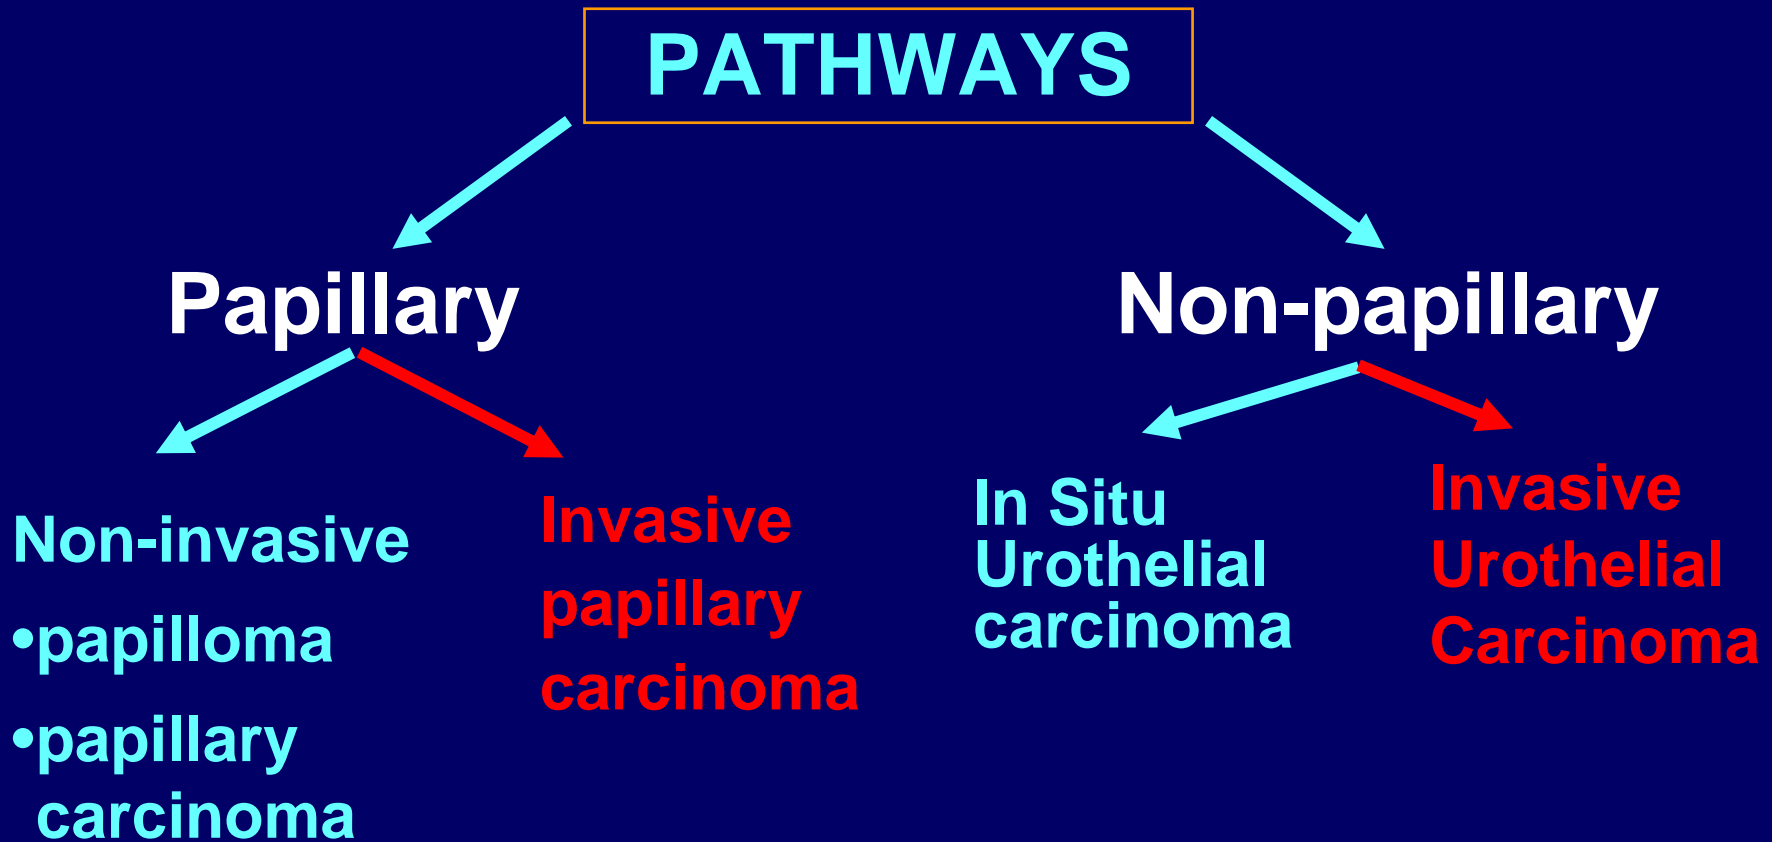 PATHWAYS
Papillary
Non-papillary
Non-invasive
•papilloma
•papillary
carcinoma
Invasive
papillary
carcinoma
In Situ
Urothelial
carcinoma
Invasive
Urothelial
Carcinoma